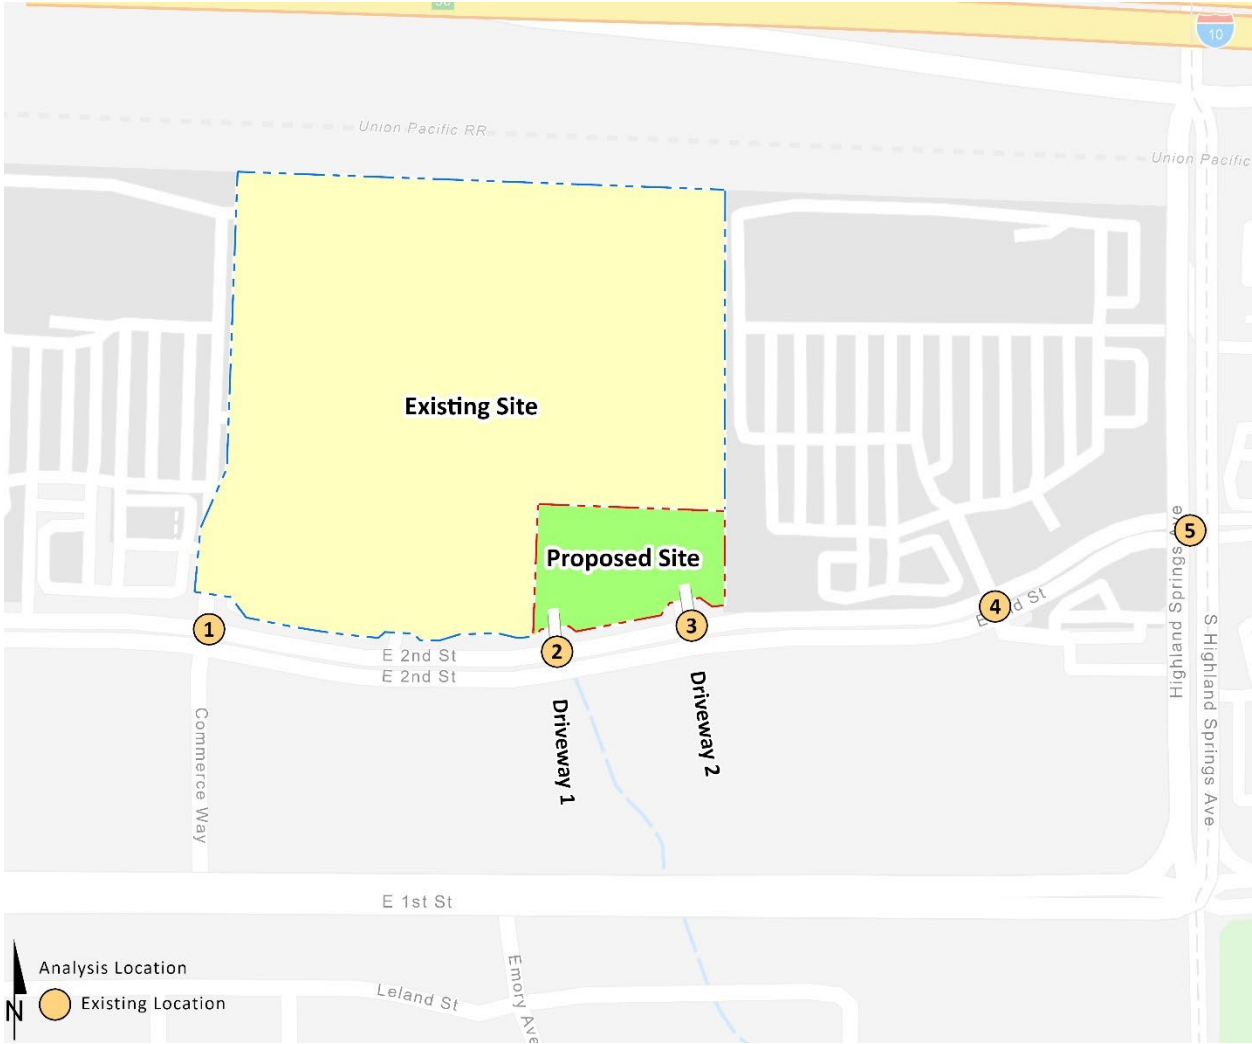 10
Union Pacific RR
Union Pacific
Existing Site
Proposed Site
5
4
1
3
2
E 2nd St
E 2nd St
Highland Springs Ave
S Highland Springs Ave
Driveway 1
Driveway 2
Commerce Way
E 1st St
Emory Ave
Leland St
Analysis Location
Existing Location
N